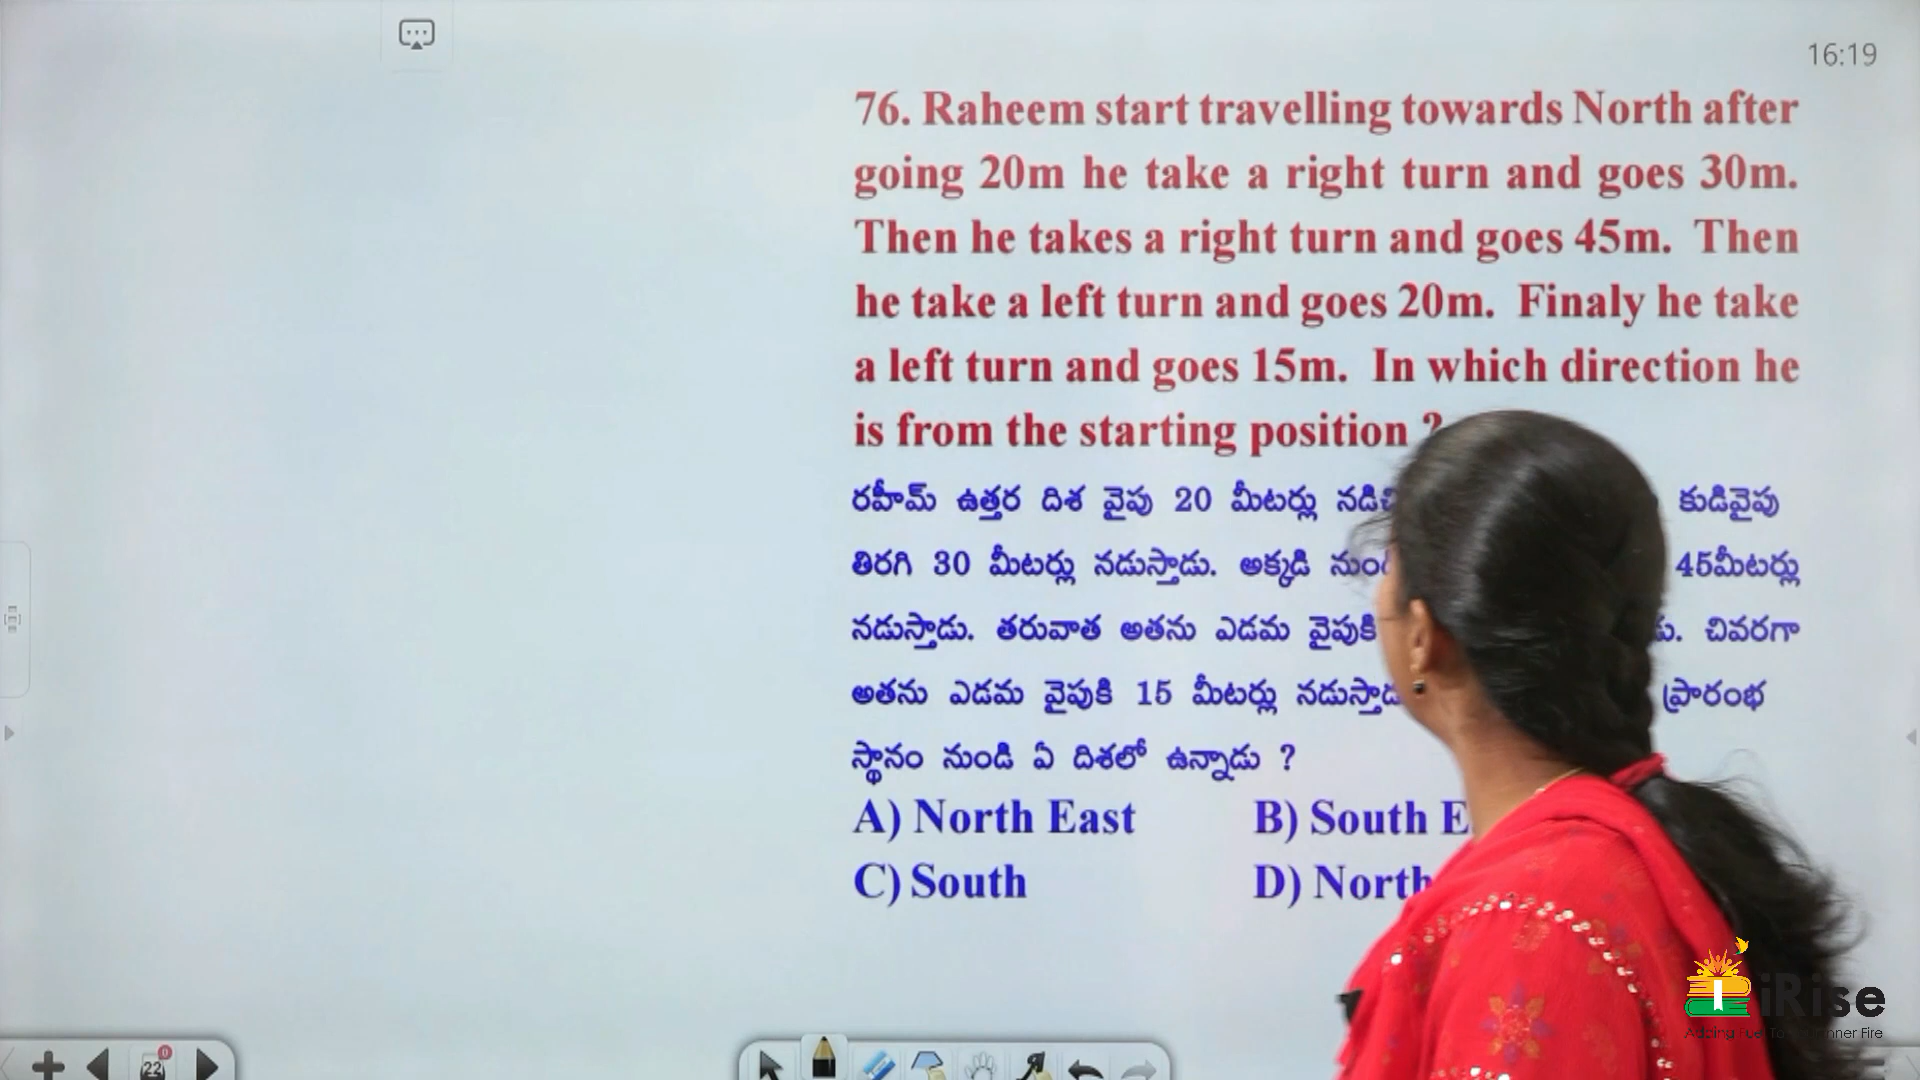 16:19
76. Raheem start travelling towards North after
going 20m he take a right turn and goes 30m.
Then he takes a right turn and goes 45m. Then
he take a left turn and goes 20m. Finaly he take
a left turn and goes 15m. In which direction he
is from the starting position ?
రహీమ్ ఉత్తర దిశ వైపు 20 మీటర్లు కుడివైపు
తిరగి 30 మీటర్లు నడుస్తాడు. అక్కడి 45మీటర్లు
నడుస్తాడు. తరువాత అతను ఎడమ వైపుకి చివరగా
అతను ఎడమ వైపుకి 15 మీటర్లు ప్రారంభ
స్థానం నుండి ఏ దిశలో ఉన్నాడు ?
A) North East B) South
C) South D) North
iRise
22
0